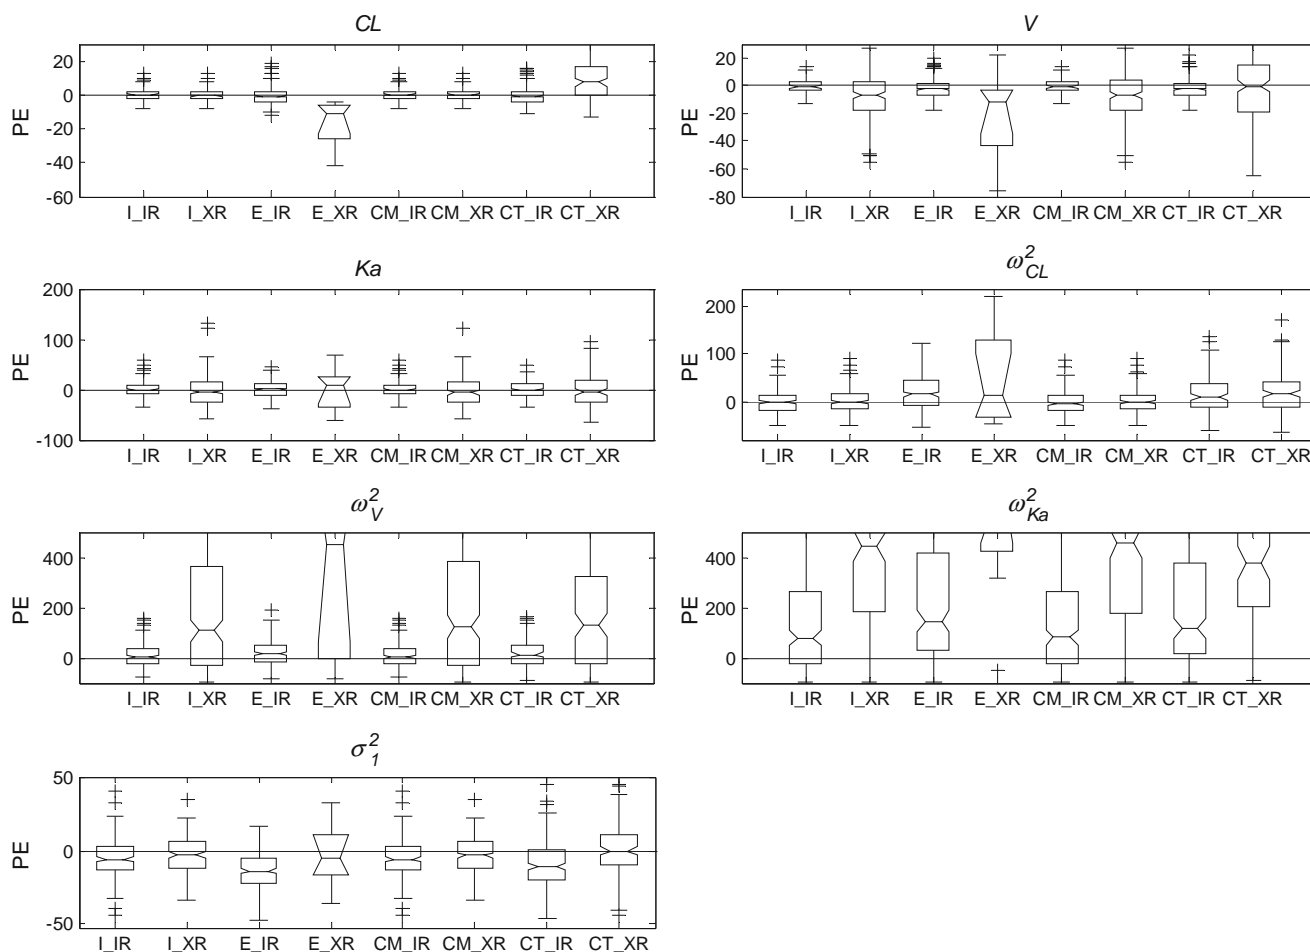 CL
V
PE
20
0
-20
-40
-60
I_IR I_XR E_IR E_XR CM_IR CM_XR CT_IR CT_XR
PE
20
0
-20
-40
-60
-80
I_IR I_XR E_IR E_XR CM_IR CM_XR CT_IR CT_XR
Ka
ω²CL
PE
200
100
0
-100
I_IR I_XR E_IR E_XR CM_IR CM_XR CT_IR CT_XR
PE
200
100
0
I_IR I_XR E_IR E_XR CM_IR CM_XR CT_IR CT_XR
ω²V
ω²Ka
PE
400
200
0
I_IR I_XR E_IR E_XR CM_IR CM_XR CT_IR CT_XR
PE
400
200
0
I_IR I_XR E_IR E_XR CM_IR CM_XR CT_IR CT_XR
σ²1
PE
50
0
-50
I_IR I_XR E_IR E_XR CM_IR CM_XR CT_IR CT_XR